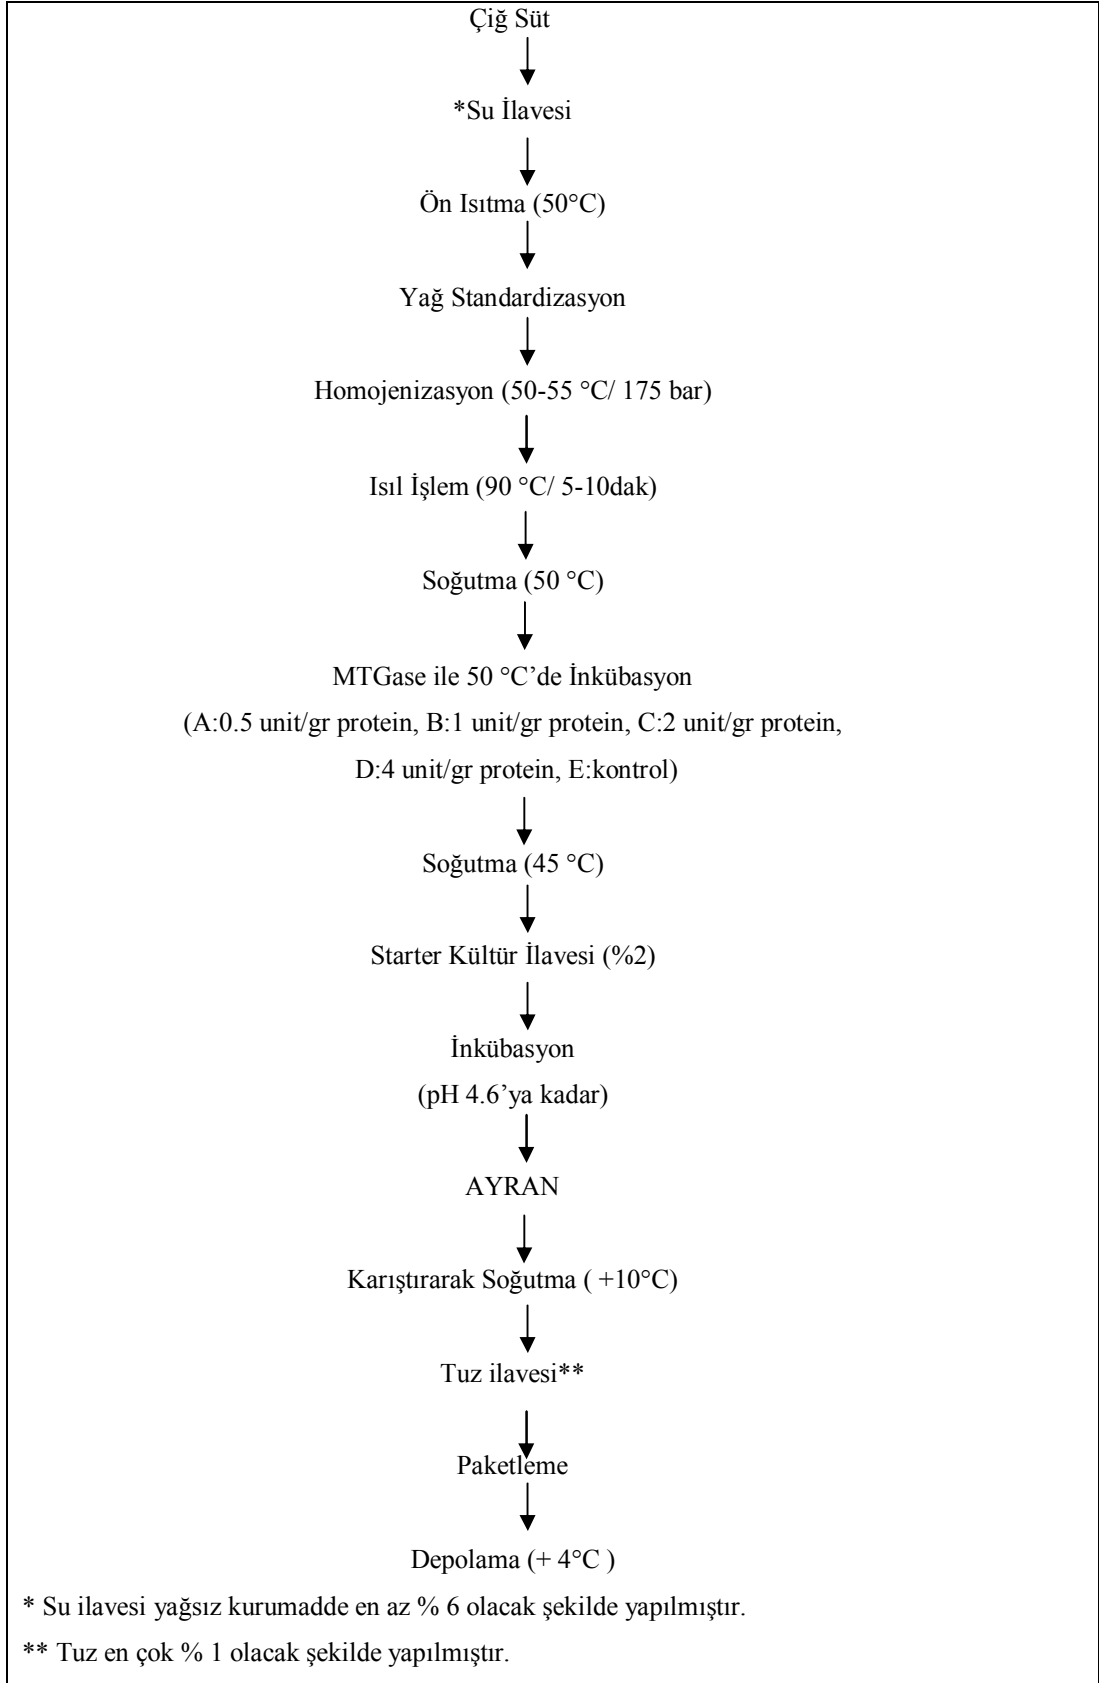 Çiğ Süt
*Su İlavesi
Ön Isıtma (50°C)
Yağ Standardizasyon
Homojenizasyon (50-55 °C/ 175 bar)
Isıl İşlem (90 °C/ 5-10dak)
Soğutma (50 °C)
MTGase ile 50 °C’de İnkübasyon
(A:0.5 unit/gr protein, B:1 unit/gr protein, C:2 unit/gr protein,
D:4 unit/gr protein, E:kontrol)
Soğutma (45 °C)
Starter Kültür İlavesi (%2)
İnkübasyon
(pH 4.6’ya kadar)
AYRAN
Karıştırarak Soğutma ( +10°C)
Tuz ilavesi**
Paketleme
Depolama (+ 4°C )
* Su ilavesi yağsız kurumadde en az % 6 olacak şekilde yapılmıştır.
** Tuz en çok % 1 olacak şekilde yapılmıştır.